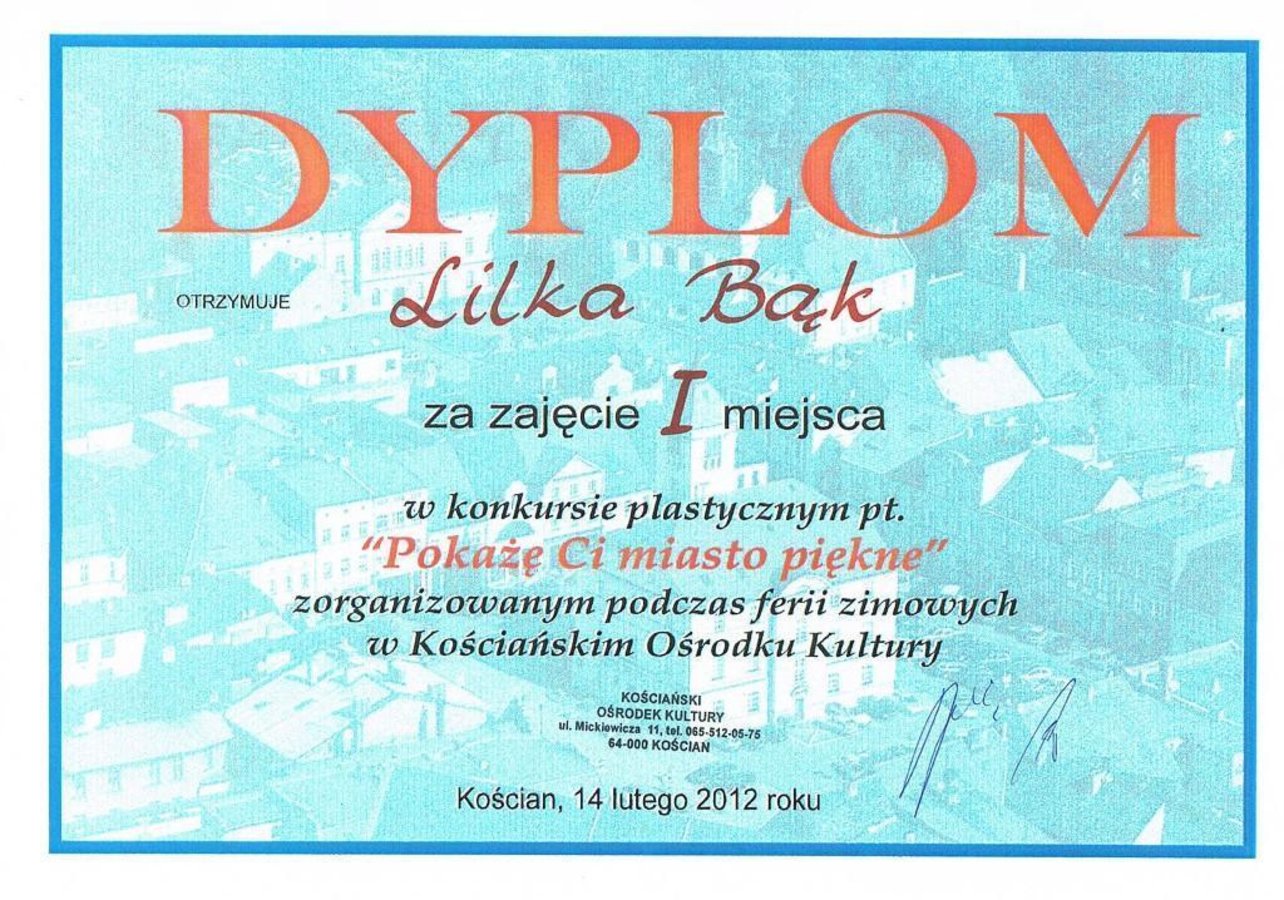 DYPLOM
OTRZYMUJE Lilka Bąk
za zajęcie I miejsca
w konkursie plastycznym pt.
“Pokażę Ci miasto piękne”
zorganizowanym podczas ferii zimowych
w Kościańskim Ośrodku Kultury
KOŚCIAŃSKI
OŚRODEK KULTURY
ul. Mickiewicza 11, tel. 065-512-05-75
64-000 KOŚCIAN
Kościan, 14 lutego 2012 roku